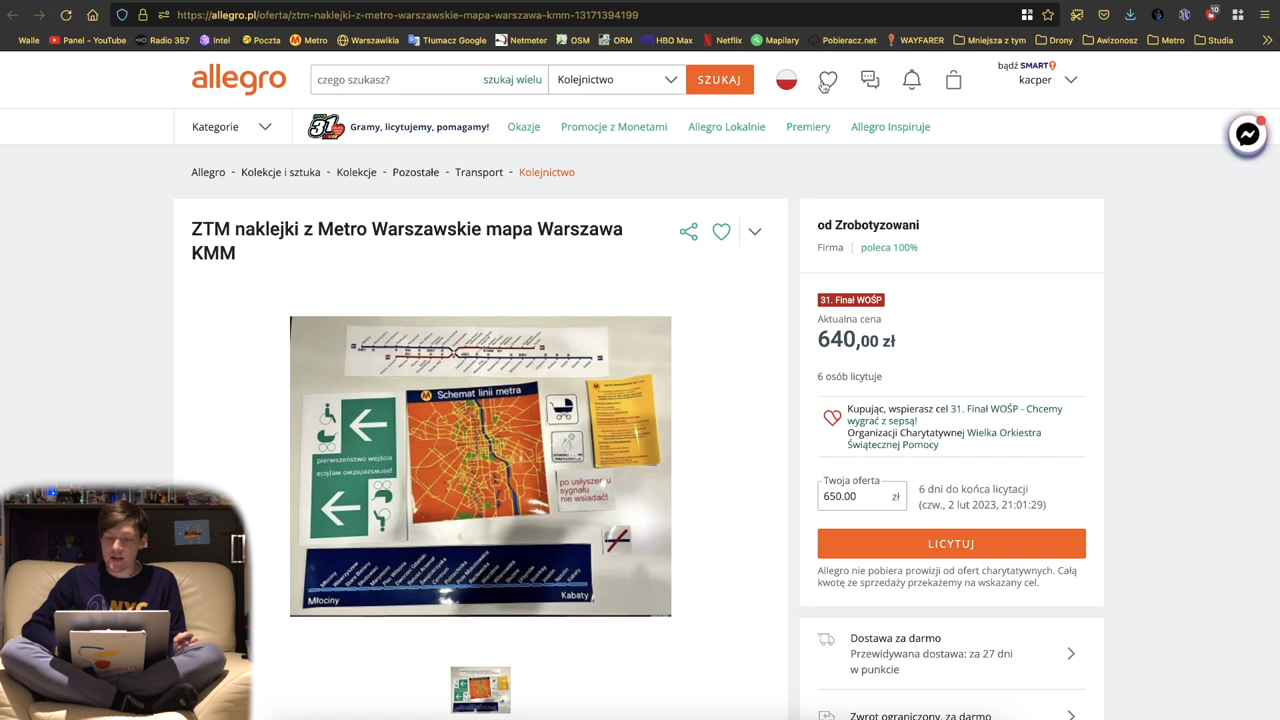 https://allegro.pl/oferta/ztm-naklejki-z-metro-warszawskie-mapa-warszawa-kmm-13171394199
10
Walle Panel - YouTube Radio 357 Intel Poczta Metro Warszawikia Tłumacz Google Netmeter OSM ORM HBO Max Netflix Mapilary Pobieracz.net WAYFARER Mniejsza z tym Drony Awizonosz Metro Studia
allegro
czego szukasz?
szukaj wielu
Kolejnictwo
SZUKAJ
bądź SMART
kacper
Kategorie
31
Gramy, licytujemy, pomagamy!
Okazje
Promocje z Monetami
Allegro Lokalnie
Premiery
Allegro Inspiruje
Allegro - Kolekcje i sztuka - Kolekcje - Pozostałe - Transport - Kolejnictwo
ZTM naklejki z Metro Warszawskie mapa Warszawa
KMM
Schemat linii metra
pierwszeństwo wejścia
pierwszeństwo wejścia
po usłyszeniu
sygnału
nie wsiadać!
Młociny
Kabaty
od Zrobotyzowani
Firma | poleca 100%
31. Finał WOŚP
Aktualna cena
640,00 zł
6 osób licytuje
Kupując, wspierasz cel 31. Finał WOŚP - Chcemy
wygrać z sepsą!
Organizacji Charytatywnej Wielka Orkiestra
Świątecznej Pomocy
Twoja oferta
650.00 zł
6 dni do końca licytacji
(czw., 2 lut 2023, 21:01:29)
LICYTUJ
Allegro nie pobiera prowizji od ofert charytatywnych. Całą
kwotę ze sprzedaży przekażemy na wskazany cel.
Dostawa za darmo
Przewidywana dostawa: za 27 dni
w punkcie
Zwrot ograniczony, za darmo
NYC